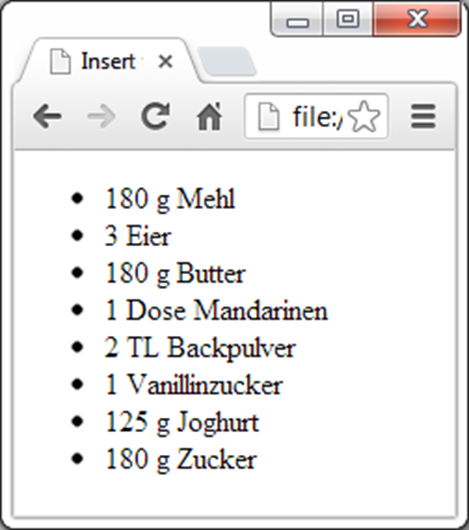 Insert
file:/
• 180 g Mehl
• 3 Eier
• 180 g Butter
• 1 Dose Mandarinen
• 2 TL Backpulver
• 1 Vanillinzucker
• 125 g Joghurt
• 180 g Zucker